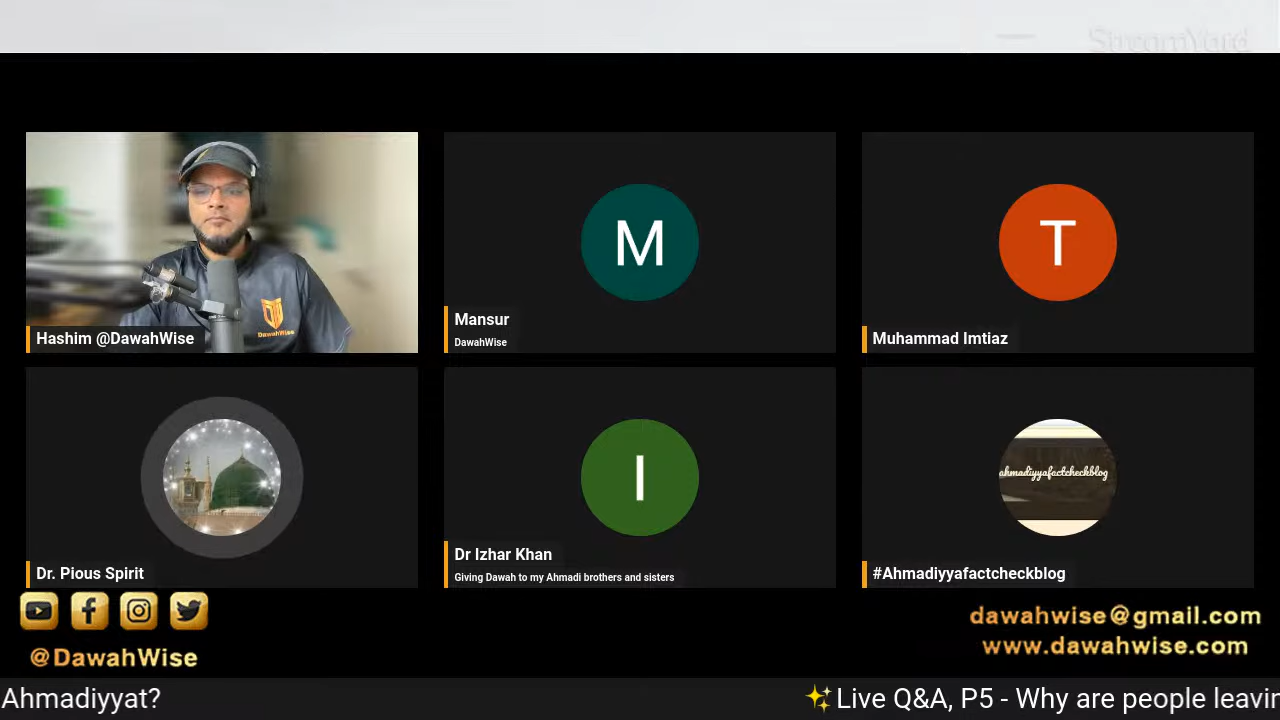 StreamYard
Hashim @DawahWise
DawahWise
M
Mansur
DawahWise
T
Muhammad Imtiaz
Dr. Pious Spirit
I
Dr Izhar Khan
Giving Dawah to my Ahmadi brothers and sisters
ahmadiyyafactcheckblog
#Ahmadiyyafactcheckblog
@DawahWise
dawahwise@gmail.com
www.dawahwise.com
Ahmadiyyat? ✨Live Q&A, P5 - Why are people leavin